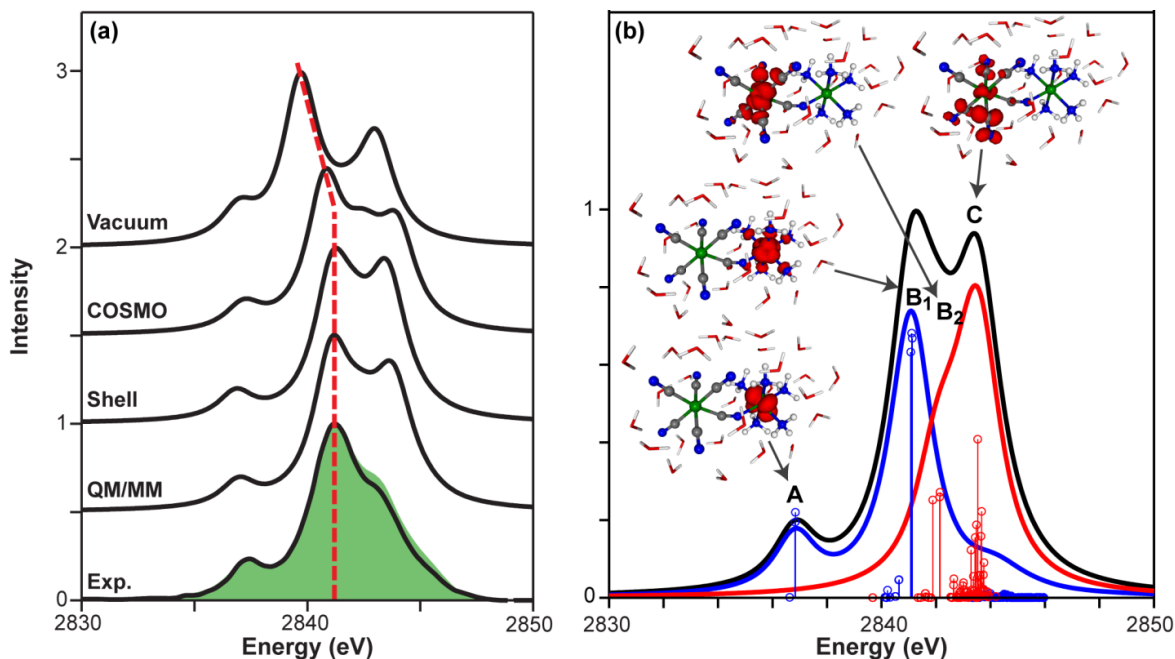 (a)
3
2
1
0
Intensity
Vacuum
COSMO
Shell
QM/MM
Exp.
2830
2840
2850
Energy (eV)
(b)
1
0
A
B1
B2
C
2830
2840
2850
Energy (eV)